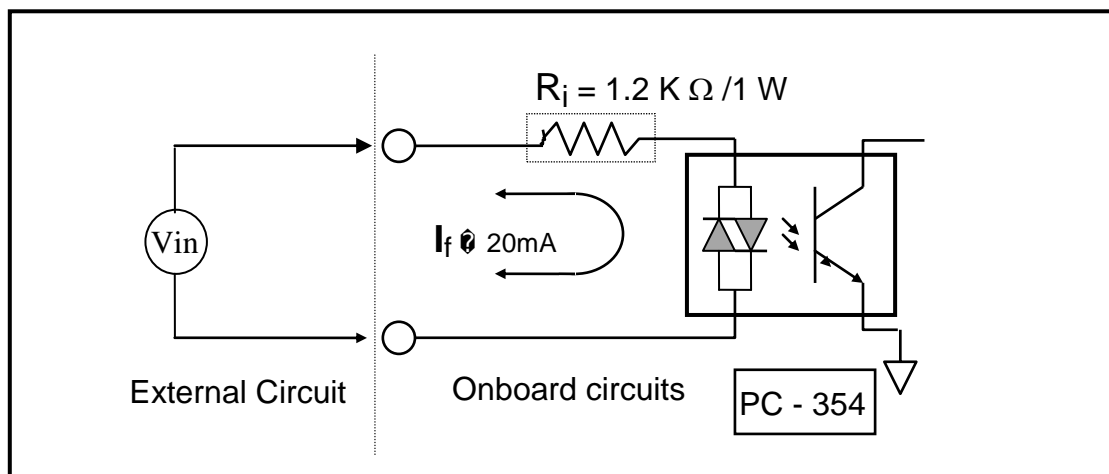 Ri = 1.2 K Ω /1 W
Vin
If � 20mA
External Circuit
Onboard circuits
PC - 354